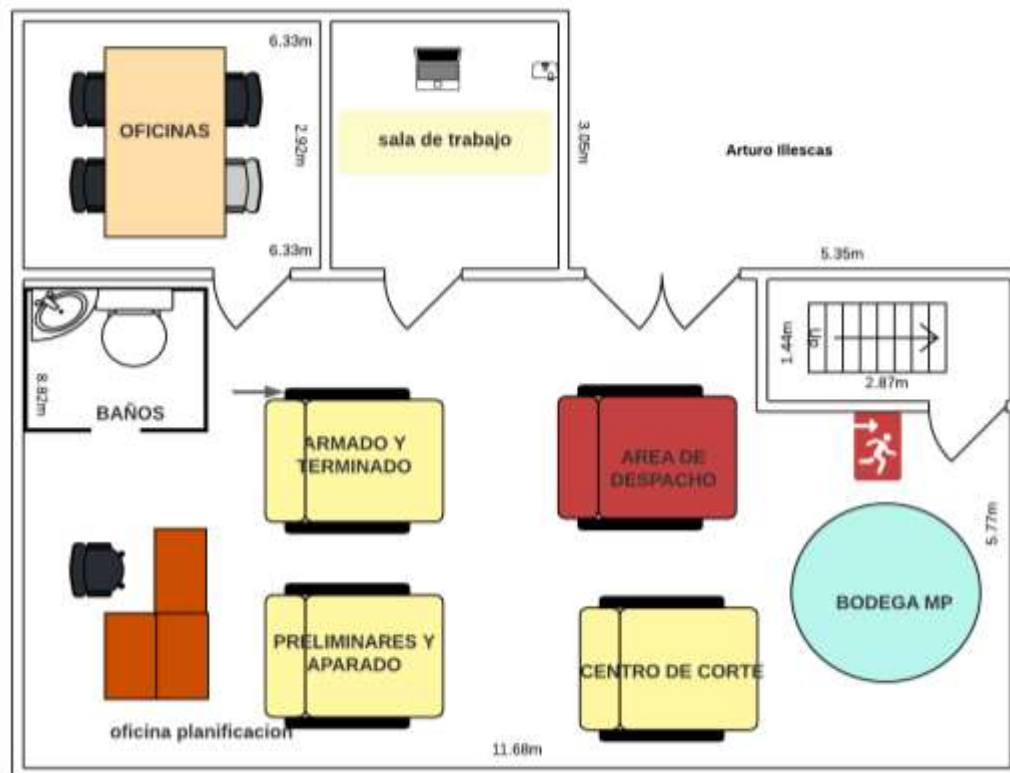 6.33m
OFICINAS
2.92m
6.33m
sala de trabajo
3.05m
Arturo Illescas
5.35m
1.44m
Up
2.87m
8.82m
BAÑOS
ARMADO Y
TERMINADO
AREA DE
DESPACHO
5.77m
BODEGA MP
PRELIMINARES Y
APARADO
CENTRO DE CORTE
oficina planificacion
11.68m